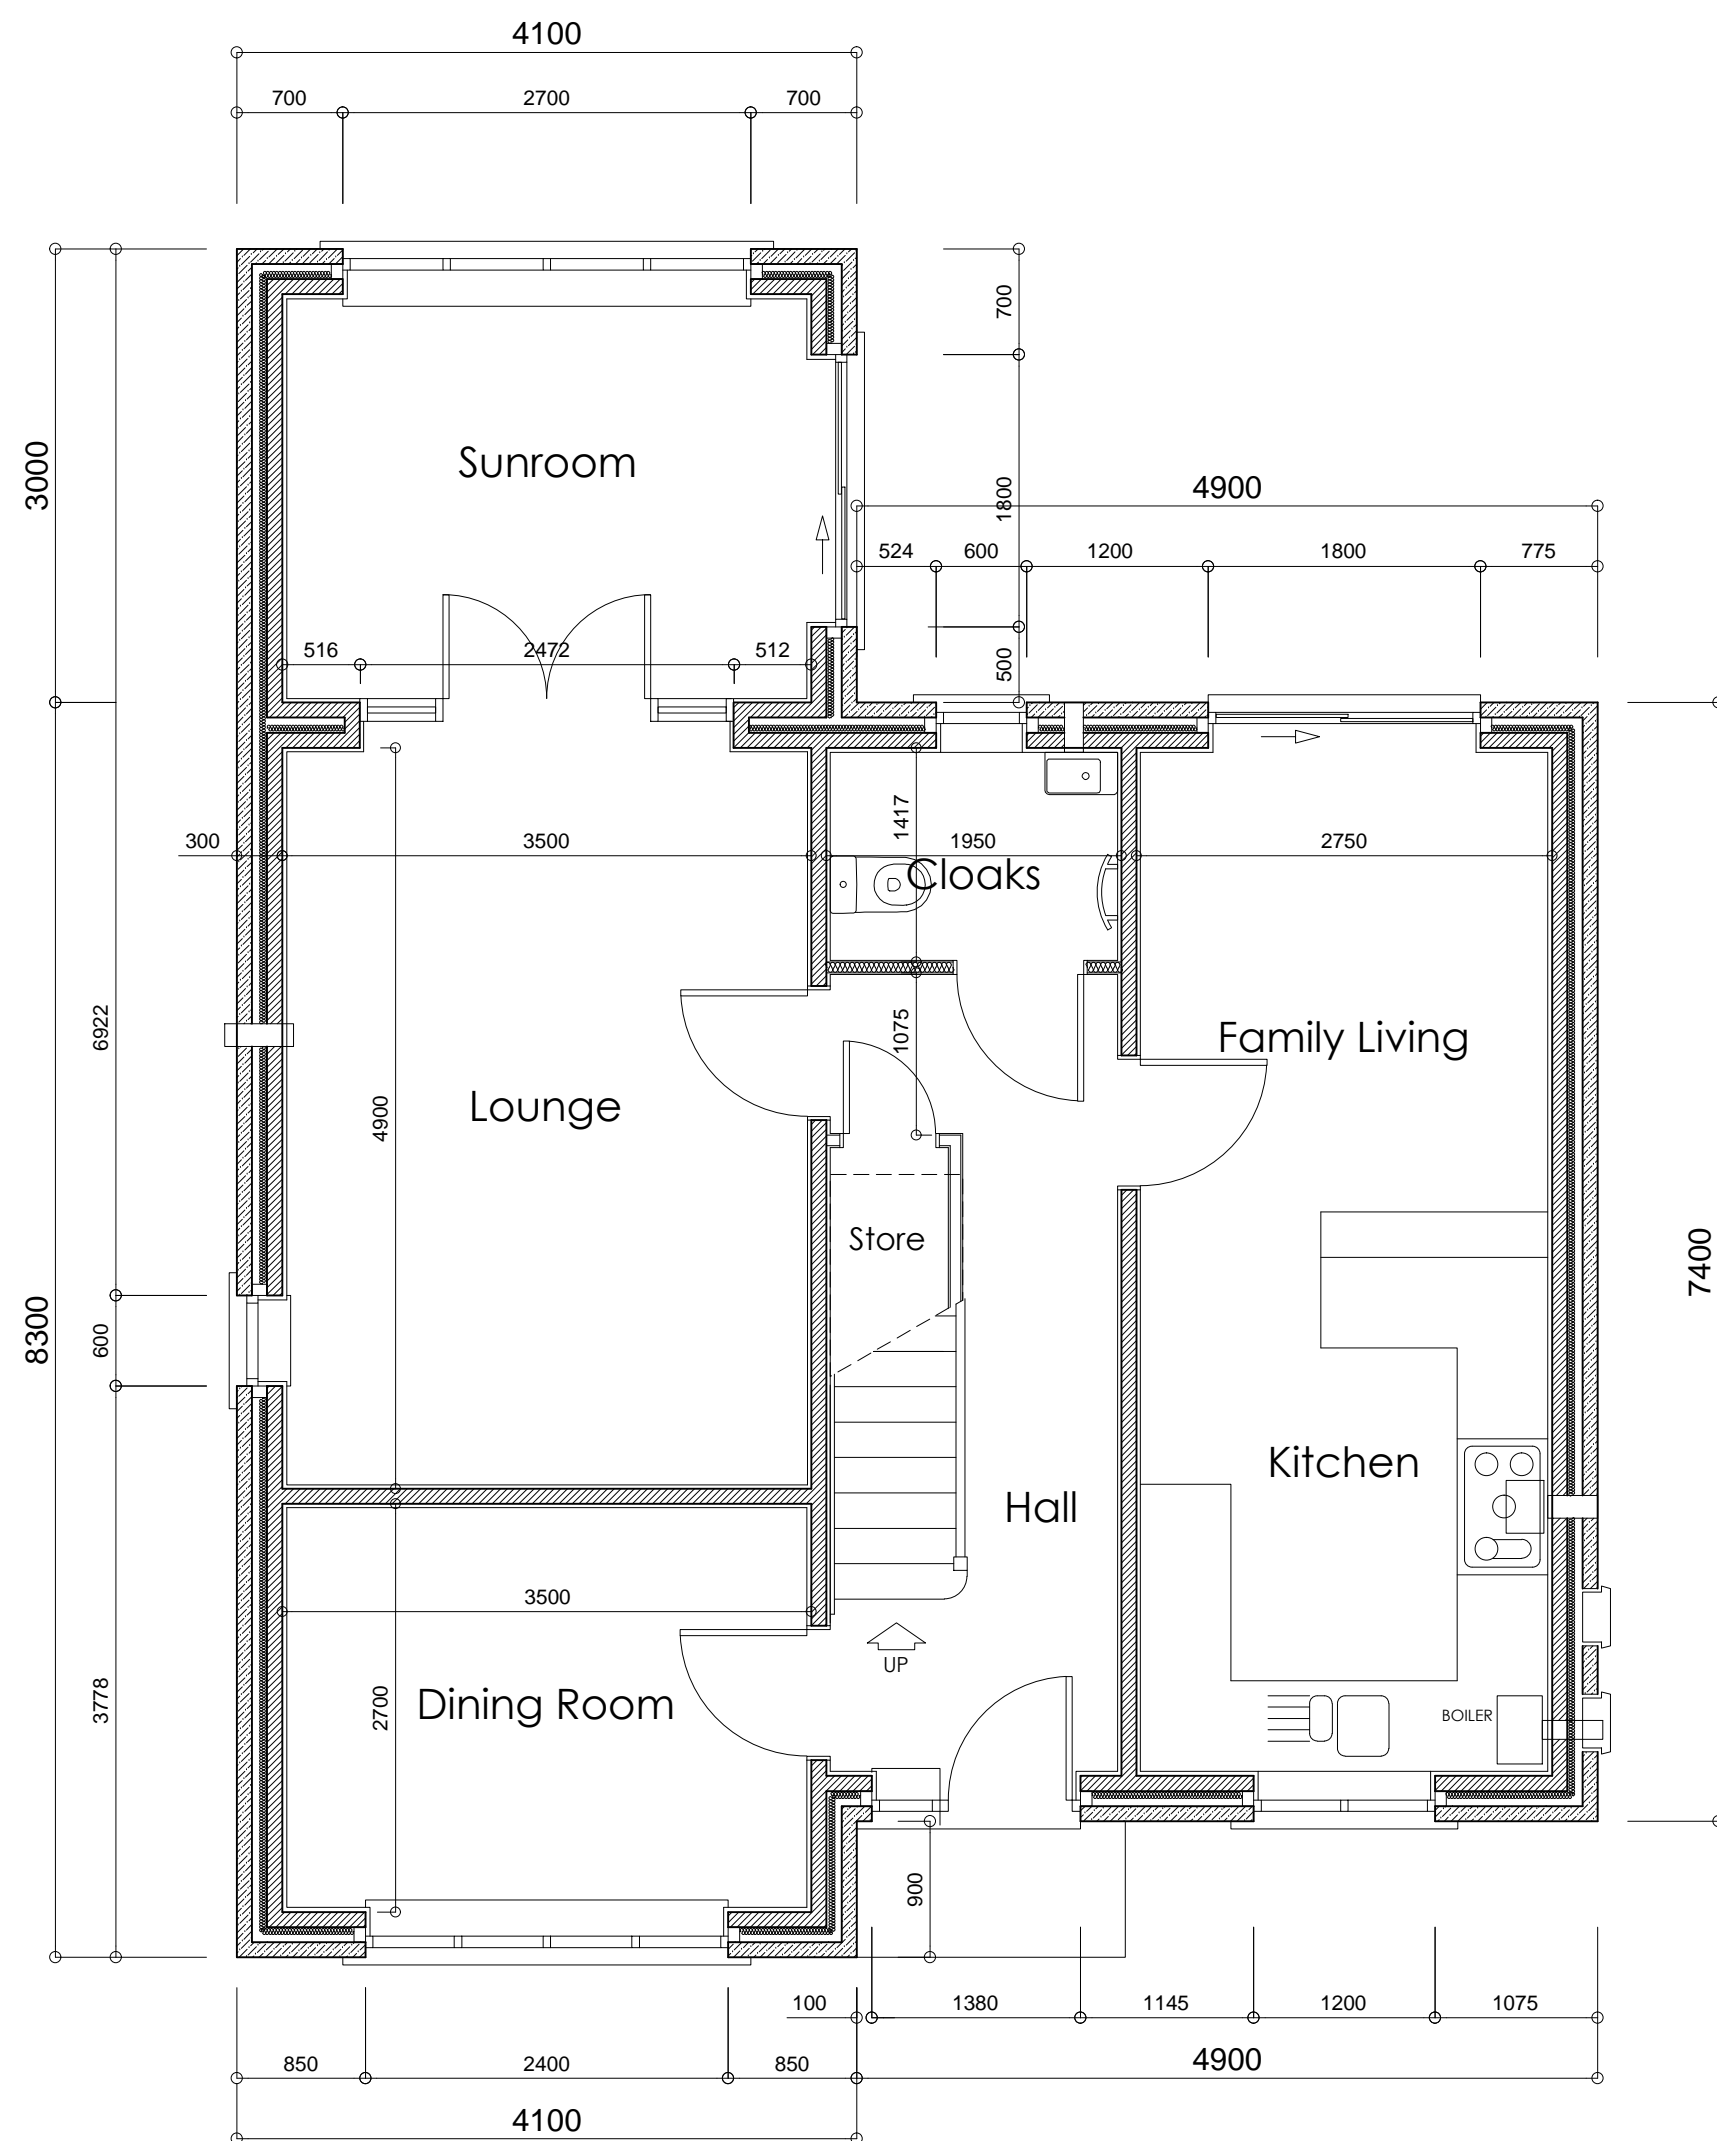 4100
700 2700 700
700
3000
Sunroom
1800
4900
524 600 1200 1800 775
516 2472 512
500
1417
300 3500 1950 2750
Cloaks
6922
1075
Family Living
4900
Lounge
Store
7400
8300
600
Kitchen
Hall
3500
UP
3778
2700
Dining Room
BOILER
900
100 1380 1145 1200 1075
850 2400 850 4900
4100